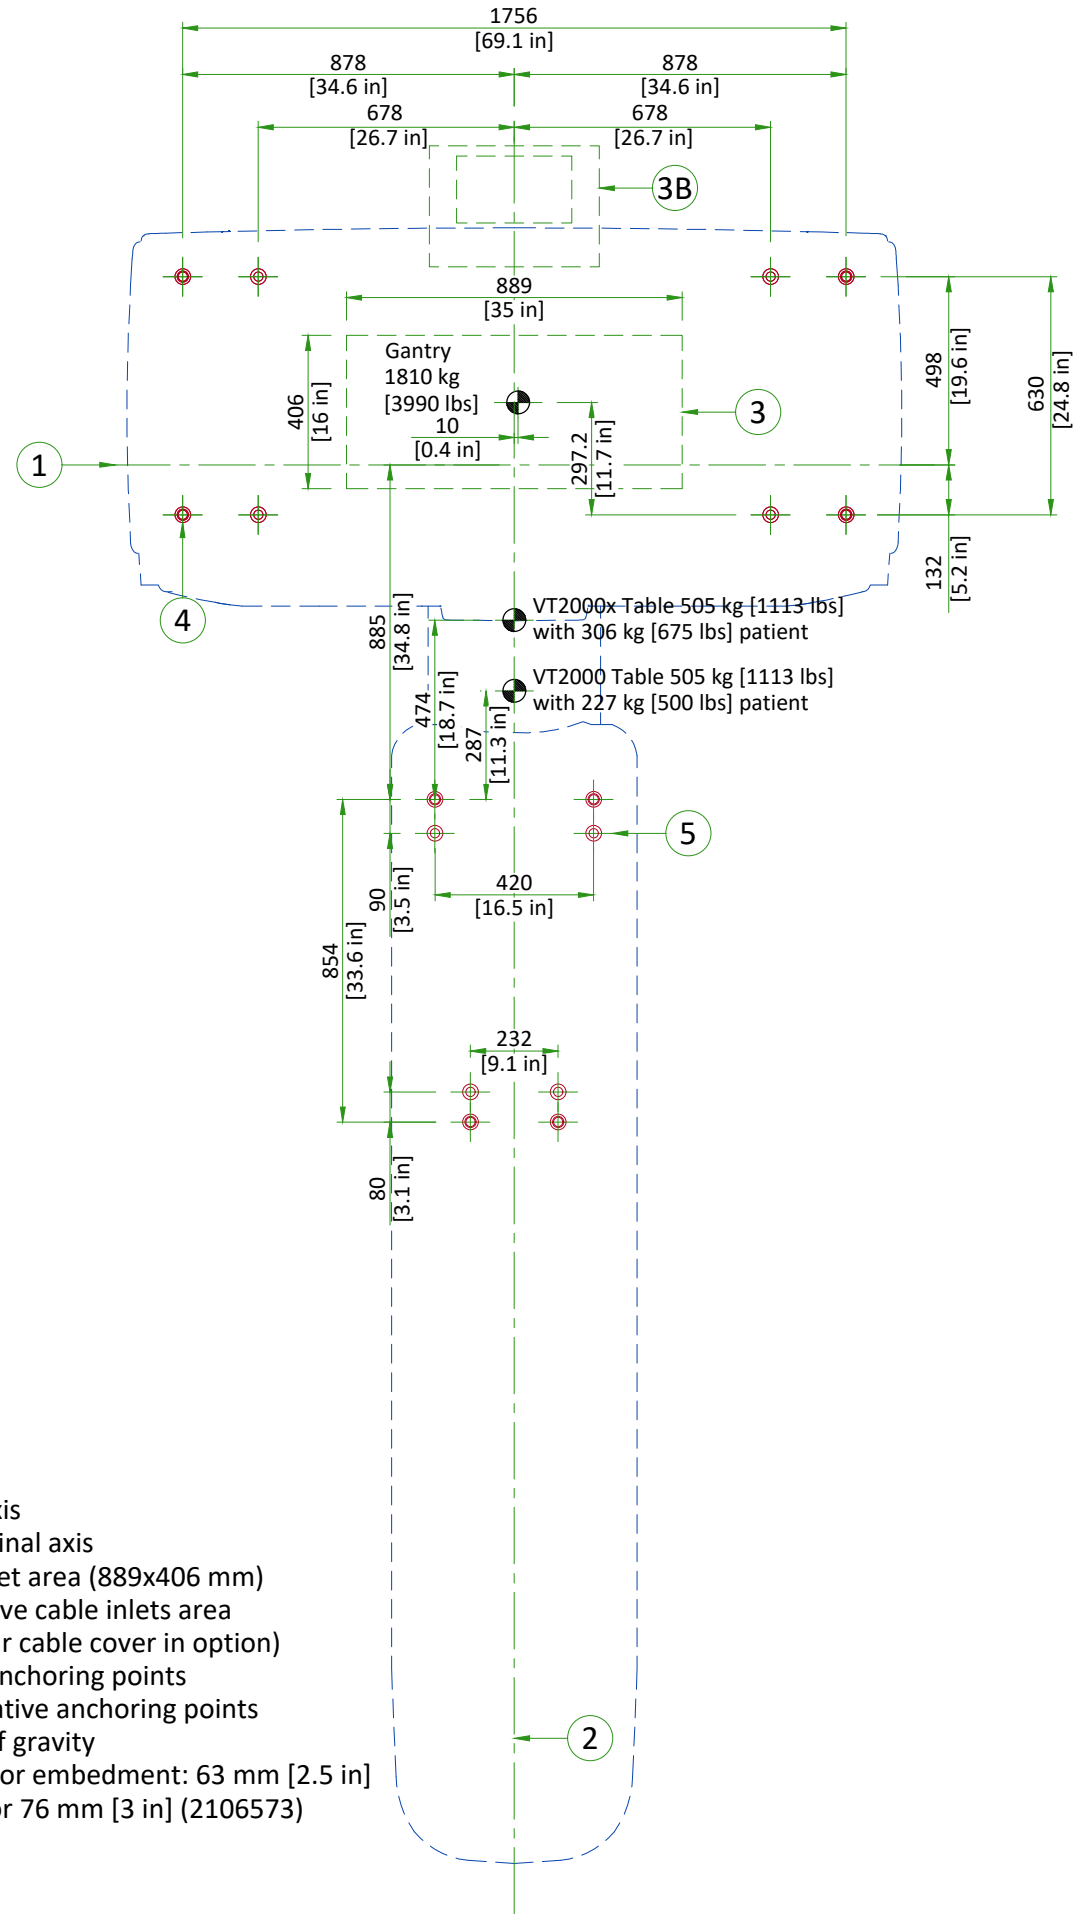 1756
[69.1 in]
878
[34.6 in]
878
[34.6 in]
678
[26.7 in]
678
[26.7 in]
3B
889
[35 in]
Gantry
1810 kg
[3990 lbs]
10
[0.4 in]
406
[16 in]
297.2
[11.7 in]
3
498
[19.6 in]
630
[24.8 in]
132
[5.2 in]
1
4
885
[34.8 in]
VT2000x Table 505 kg [1113 lbs]
with 306 kg [675 lbs] patient
VT2000 Table 505 kg [1113 lbs]
with 227 kg [500 lbs] patient
474
[18.7 in]
287
[11.3 in]
5
420
[16.5 in]
90
[3.5 in]
854
[33.6 in]
232
[9.1 in]
80
[3.1 in]
xis
inal axis
et area (889x406 mm)
ve cable inlets area
r cable cover in option)
nchoring points
ative anchoring points
f gravity
or embedment: 63 mm [2.5 in]
or 76 mm [3 in] (2106573)
2